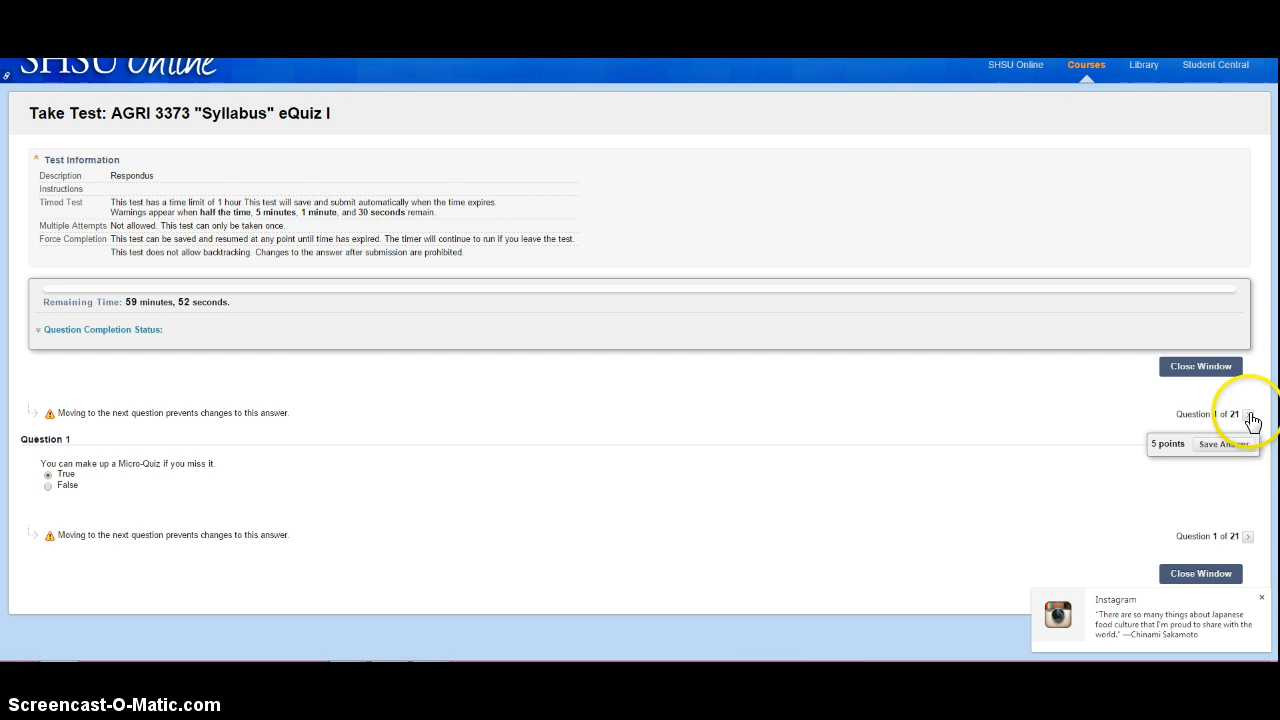 SHSU Online
SHSU Online Courses Library Student Central
Take Test: AGRI 3373 "Syllabus" eQuiz I
Test Information
Description Respondus
Instructions
Timed Test This test has a time limit of 1 hour.This test will save and submit automatically when the time expires.
Warnings appear when half the time, 5 minutes, 1 minute, and 30 seconds remain.
Multiple Attempts Not allowed. This test can only be taken once.
Force Completion This test can be saved and resumed at any point until time has expired. The timer will continue to run if you leave the test.
This test does not allow backtracking. Changes to the answer after submission are prohibited.
Remaining Time: 59 minutes, 52 seconds.
Question Completion Status:
Close Window
Moving to the next question prevents changes to this answer.
Question 1 of 21
Question 1
5 points Save Answer
You can make up a Micro-Quiz if you miss it.
True
False
Moving to the next question prevents changes to this answer.
Question 1 of 21
Close Window
Instagram
"There are so many things about Japanese
food culture that I'm proud to share with the
world." —Chinami Sakamoto
Screencast-O-Matic.com